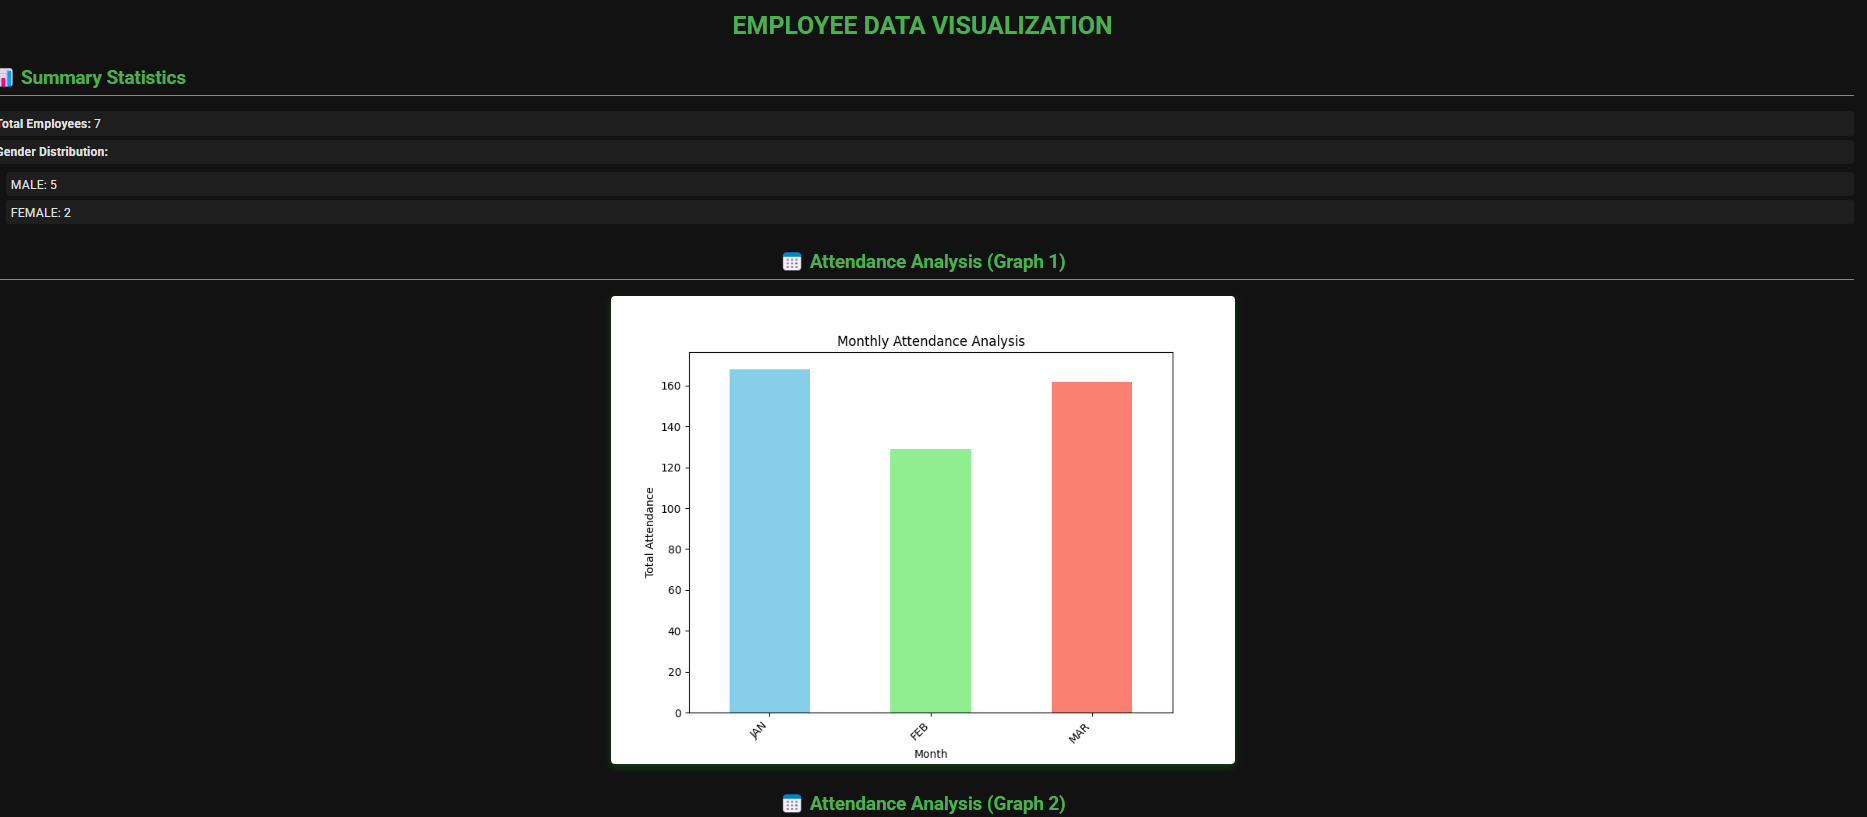 EMPLOYEE DATA VISUALIZATION
Summary Statistics
Total Employees: 7
Gender Distribution:
MALE: 5
FEMALE: 2
Attendance Analysis (Graph 1)
Monthly Attendance Analysis
160
140
120
100
80
60
40
20
0
Total Attendance
JAN
FEB
MAR
Month
Attendance Analysis (Graph 2)